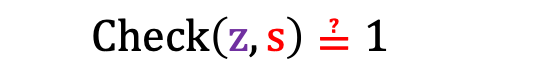 Check(z, s) ≟ 1